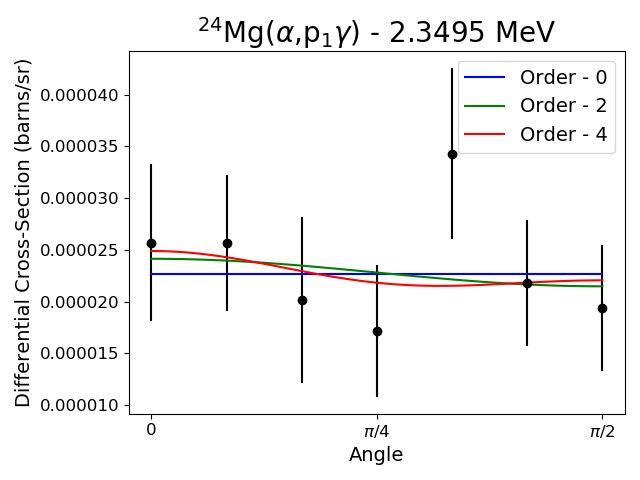 ²⁴Mg(α,p₁γ) - 2.3495 MeV
Order - 0
Order - 2
Order - 4
Differential Cross-Section (barns/sr)
0.000040
0.000035
0.000030
0.000025
0.000020
0.000015
0.000010
0
π/4
π/2
Angle